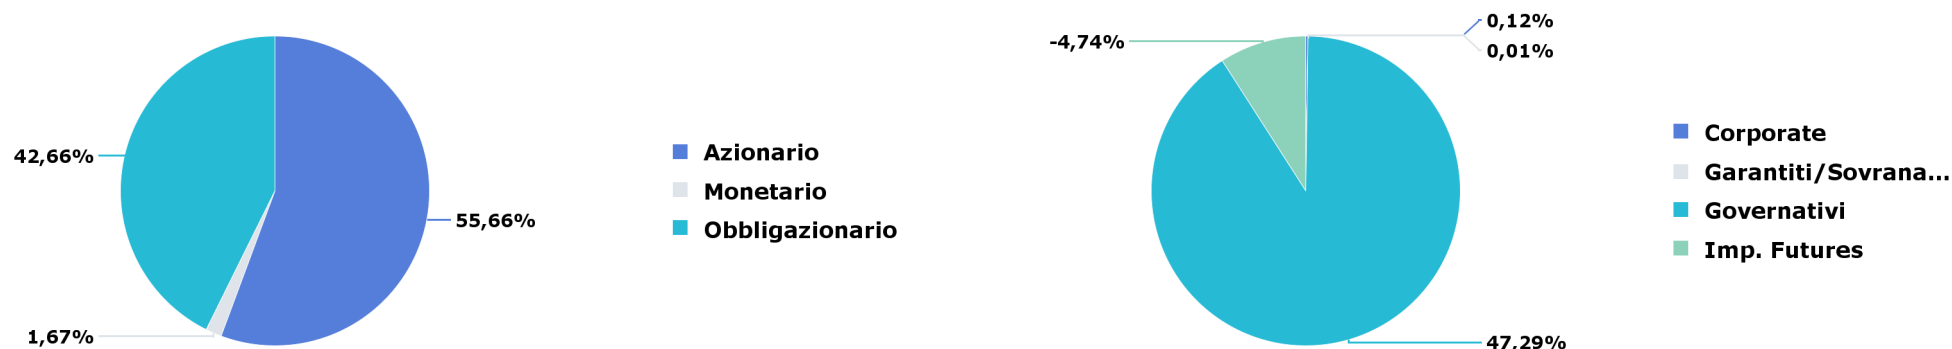 42,66%
1,67%
55,66%
Azionario
Monetario
Obbligazionario
-4,74%
0,12%
0,01%
47,29%
Corporate
Garantiti/Sovrana...
Governativi
Imp. Futures